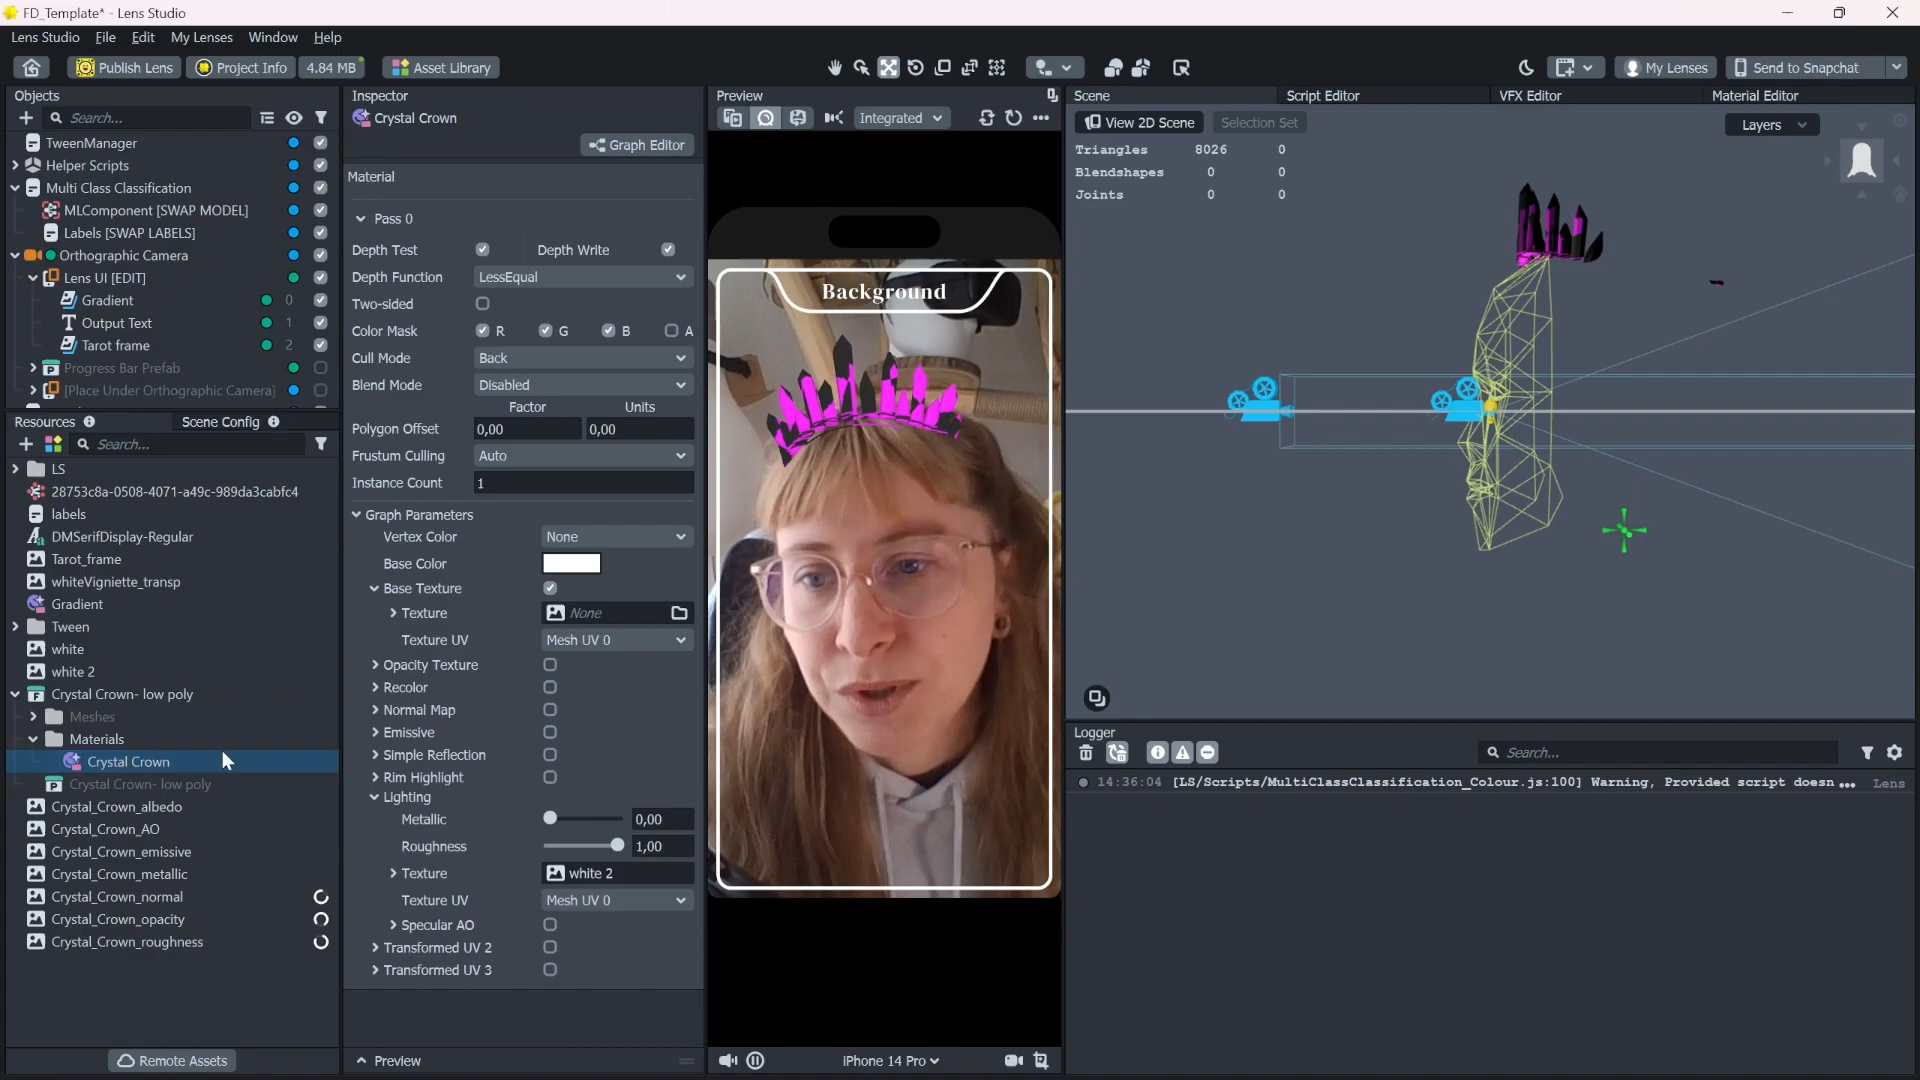 FD_Template* - Lens Studio
Lens Studio File Edit My Lenses Window Help
Publish Lens Project Info 4.84 MB Asset Library My Lenses Send to Snapchat
Objects
Search...
TweenManager
Helper Scripts
Multi Class Classification
MLComponent [SWAP MODEL]
Labels [SWAP LABELS]
Orthographic Camera
Lens UI [EDIT]
Gradient 0
Output Text 1
Tarot frame 2
Progress Bar Prefab
[Place Under Orthographic Camera]
Resources Scene Config
Search...
LS
28753c8a-0508-4071-a49c-989da3cabfc4
labels
DMSerifDisplay-Regular
Tarot_frame
whiteVigniette_transp
Gradient
Tween
white
white 2
Crystal Crown- low poly
Meshes
Materials
Crystal Crown
Crystal Crown- low poly
Crystal_Crown_albedo
Crystal_Crown_AO
Crystal_Crown_emissive
Crystal_Crown_metallic
Crystal_Crown_normal
Crystal_Crown_opacity
Crystal_Crown_roughness
Remote Assets
Inspector
Crystal Crown
Graph Editor
Material
Pass 0
Depth Test Depth Write
Depth Function LessEqual
Two-sided
Color Mask R G B A
Cull Mode Back
Blend Mode Disabled
Factor Units
Polygon Offset 0,00 0,00
Frustum Culling Auto
Instance Count 1
Graph Parameters
Vertex Color None
Base Color
Base Texture
Texture None
Texture UV Mesh UV 0
Opacity Texture
Recolor
Normal Map
Emissive
Simple Reflection
Rim Highlight
Lighting
Metallic 0,00
Roughness 1,00
Texture white 2
Texture UV Mesh UV 0
Specular AO
Transformed UV 2
Transformed UV 3
Preview
Preview
Integrated
Background
iPhone 14 Pro
Scene Script Editor VFX Editor Material Editor
View 2D Scene Selection Set Layers
Triangles 8026 0
Blendshapes 0 0
Joints 0 0
Logger
Search...
14:36:04 [LS/Scripts/MultiClassClassification_Colour.js:100] Warning, Provided script doesn ... Lens